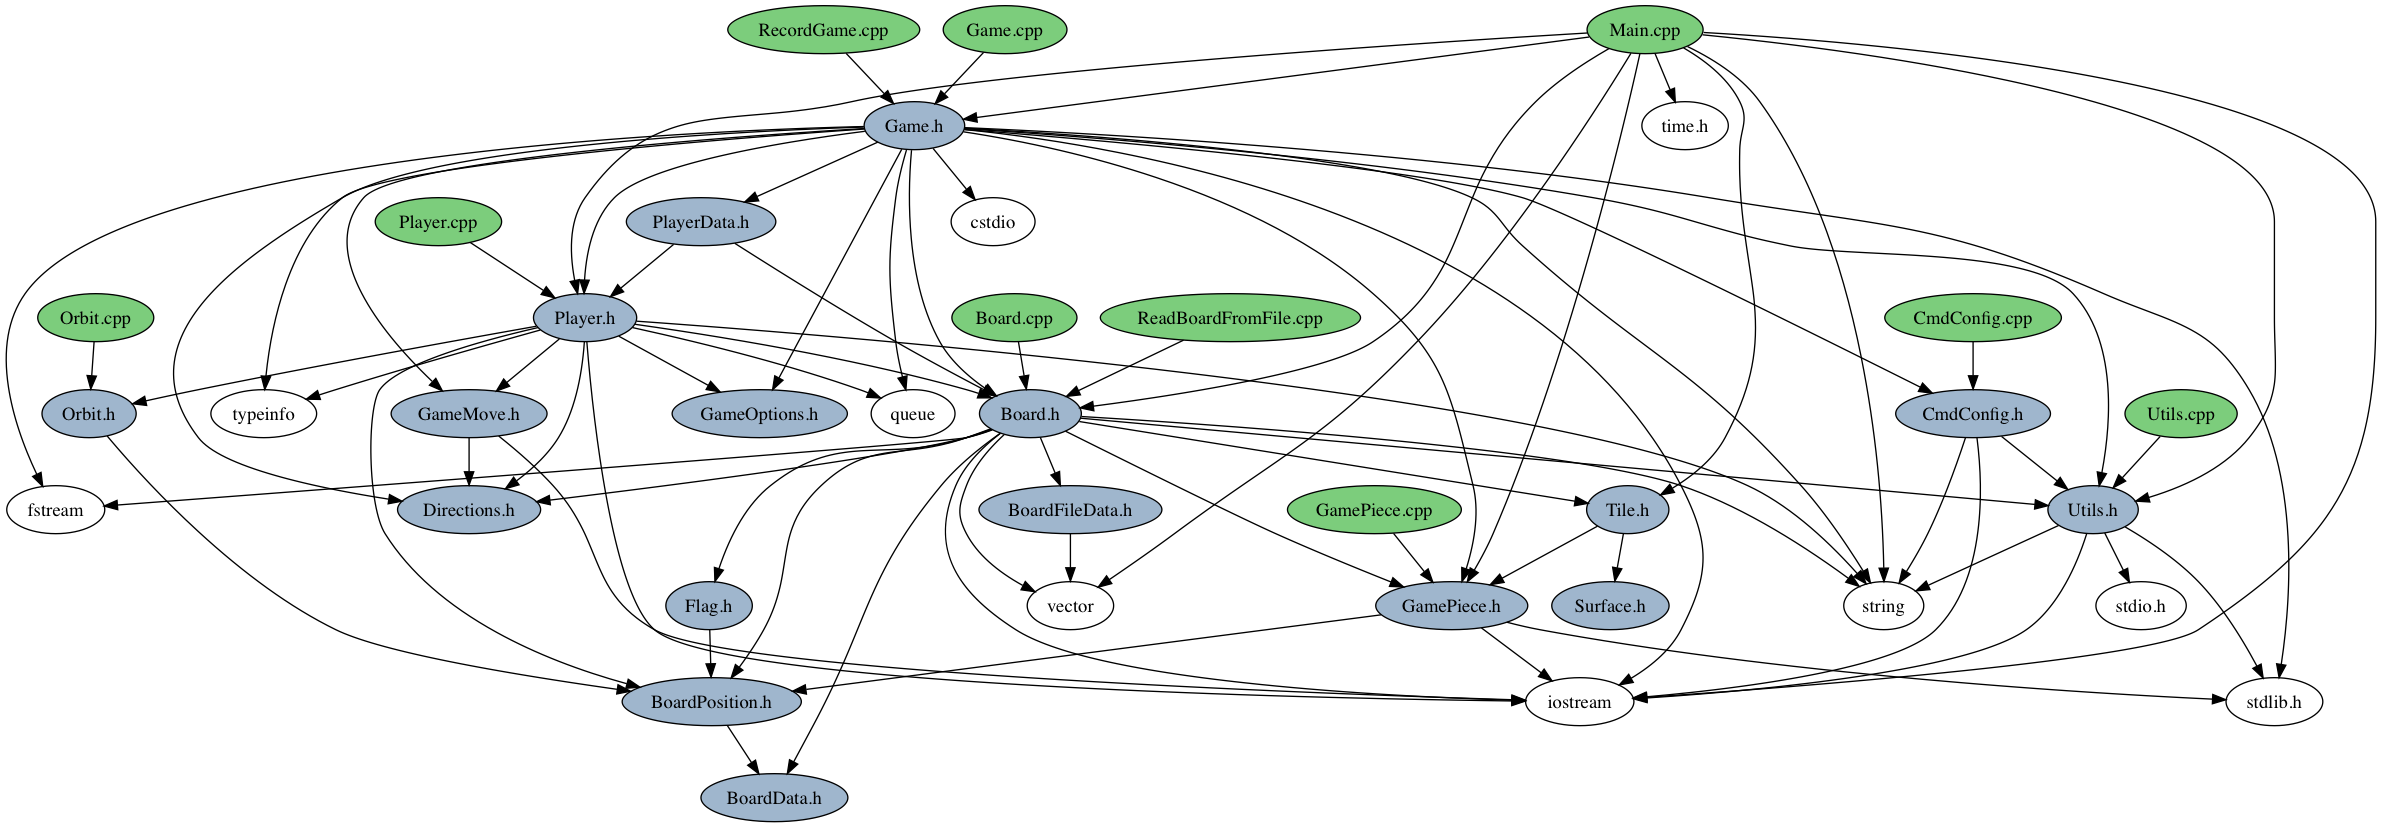 RecordGame.cpp
Game.cpp
Main.cpp
Game.h
time.h
Player.cpp
PlayerData.h
cstdio
Orbit.cpp
Player.h
Board.cpp
ReadBoardFromFile.cpp
CmdConfig.cpp
Orbit.h
typeinfo
GameMove.h
GameOptions.h
queue
Board.h
CmdConfig.h
Utils.cpp
fstream
Directions.h
BoardFileData.h
GamePiece.cpp
Tile.h
Utils.h
Flag.h
vector
GamePiece.h
Surface.h
string
stdio.h
BoardPosition.h
iostream
stdlib.h
BoardData.h